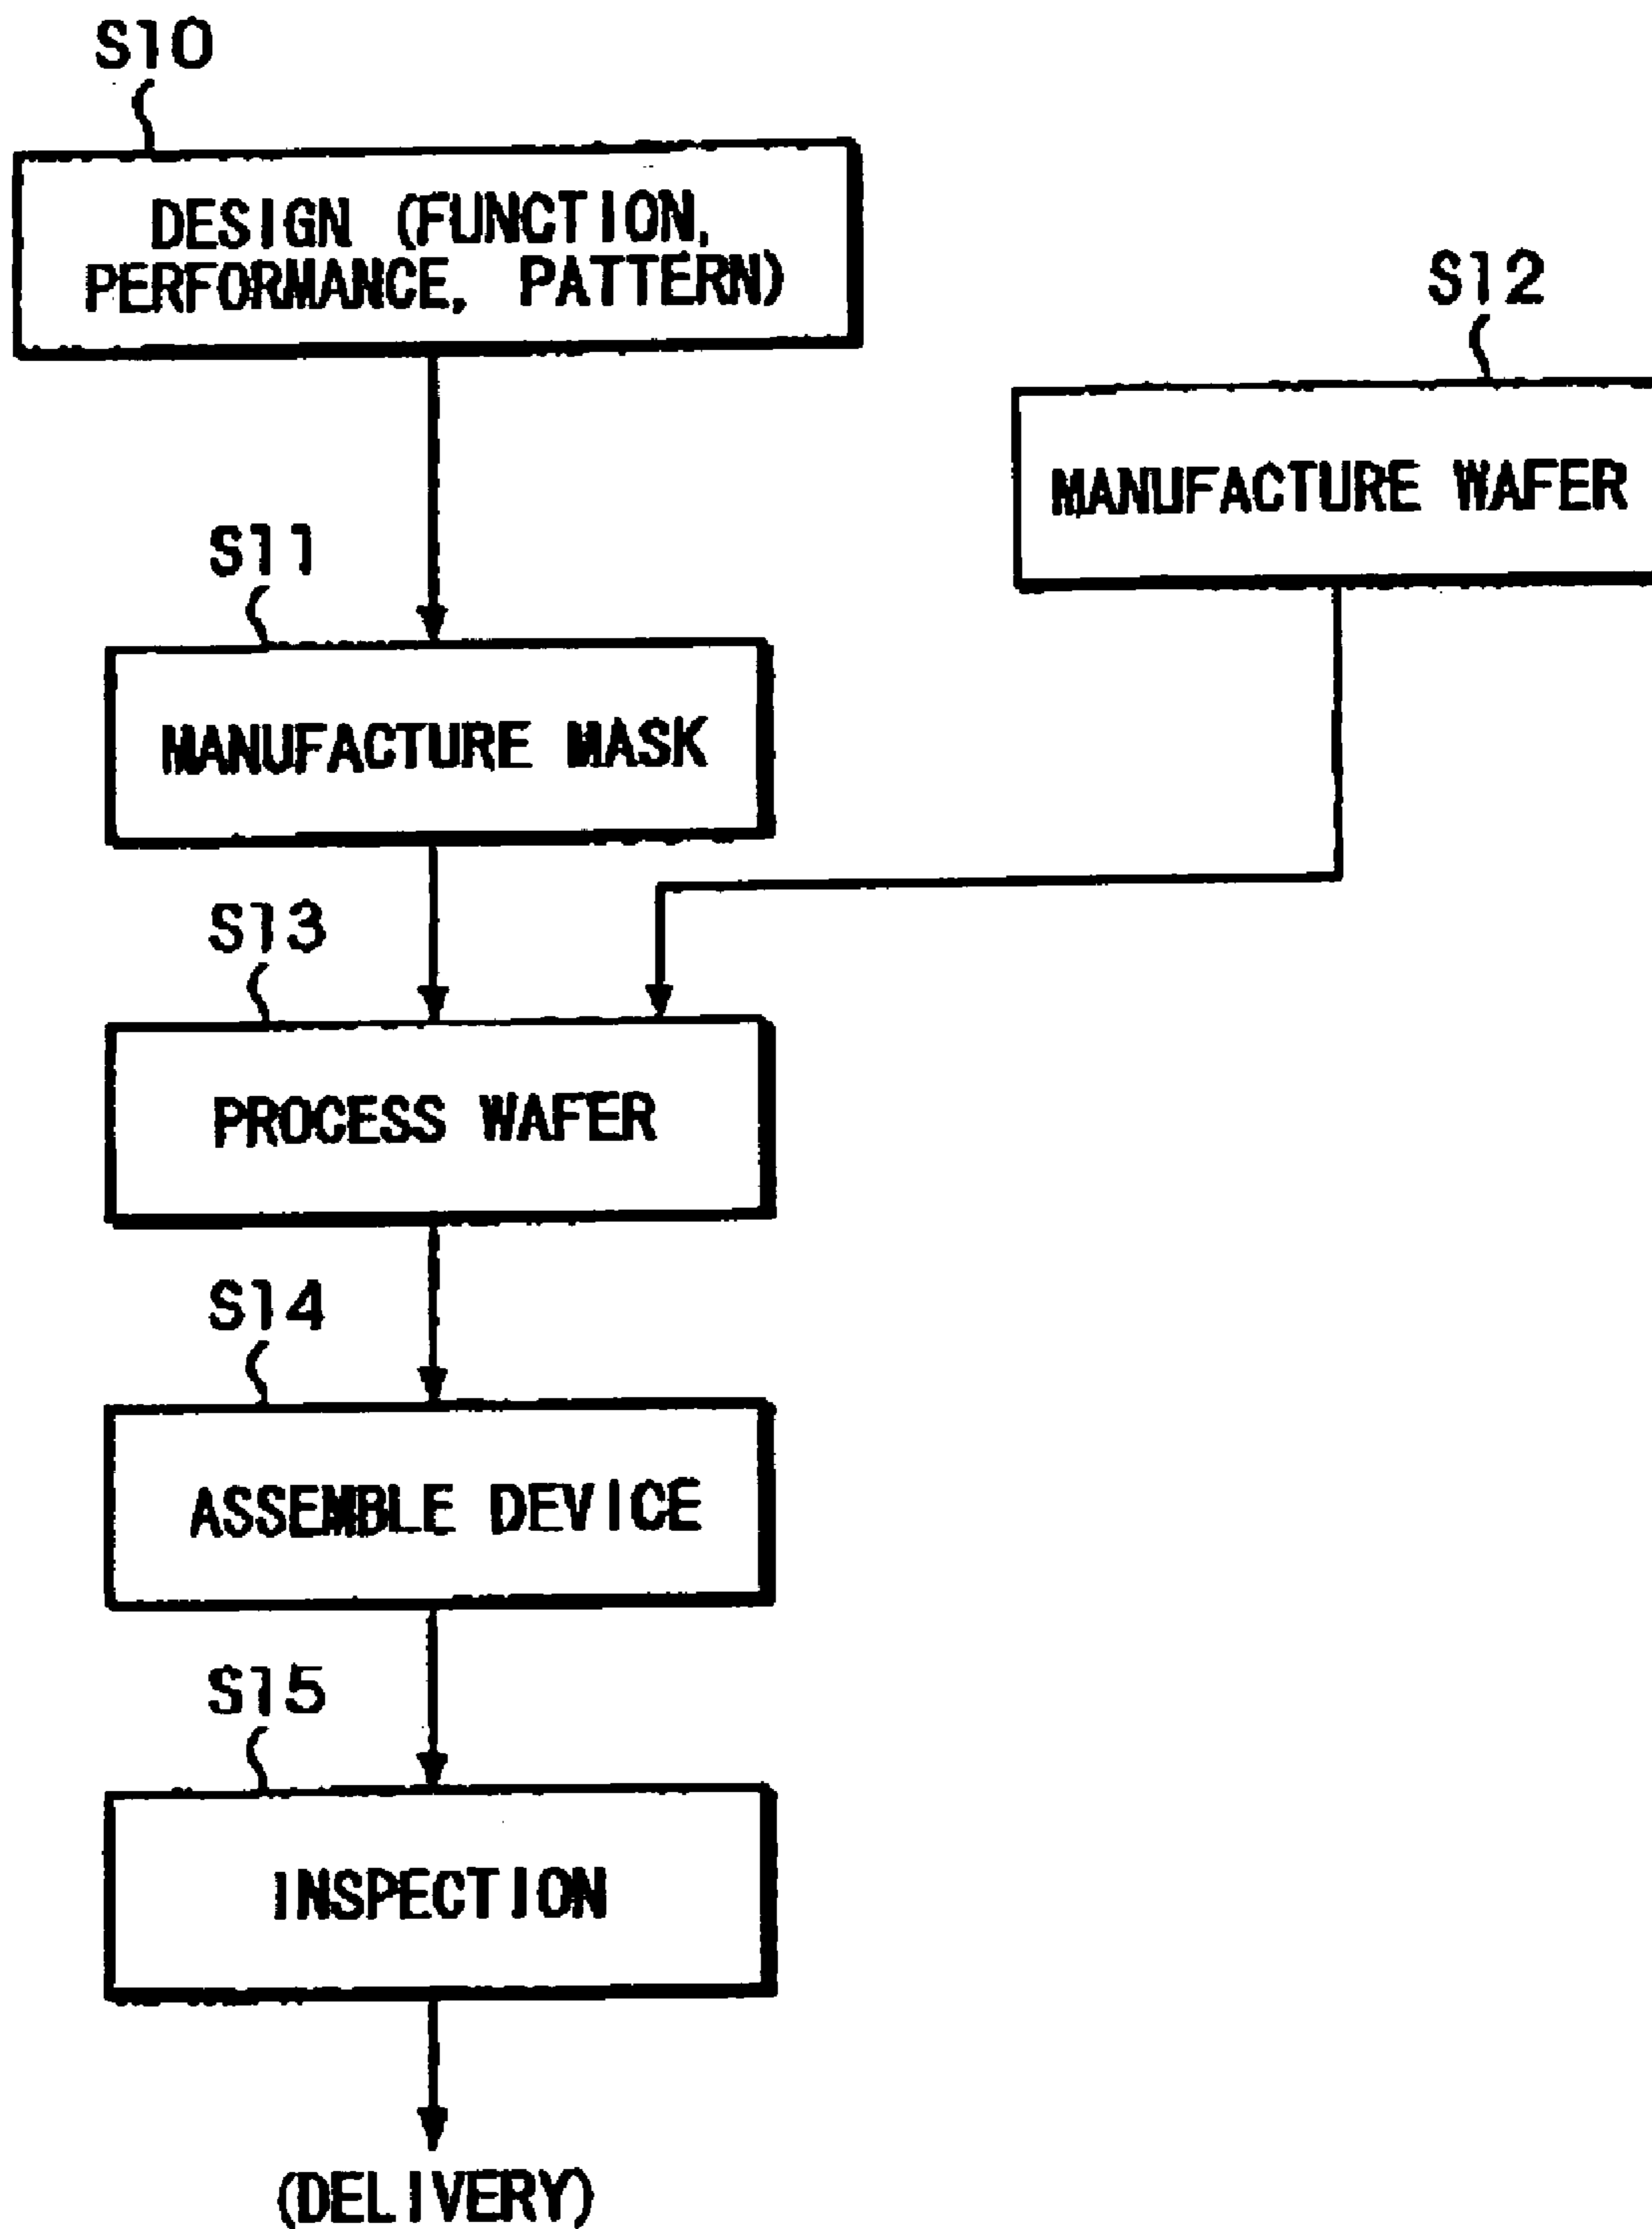 S10
DESIGN (FUNCTION,
PERFORMANCE, PATTERN)
S12
MANUFACTURE WAFER
S11
MANUFACTURE MASK
S13
PROCESS WAFER
S14
ASSEMBLE DEVICE
S15
INSPECTION
(DELIVERY)